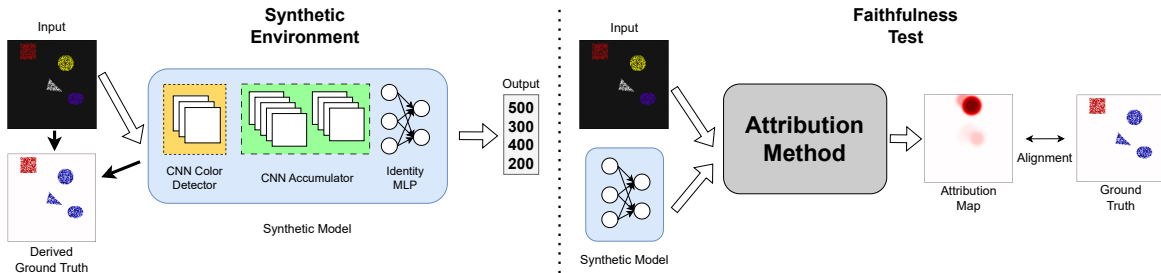 Synthetic
Environment
Input
CNN Color
Detector
CNN Accumulator
Identity
MLP
Output
500
300
400
200
Synthetic Model
Derived
Ground Truth
Faithfulness
Test
Input
Synthetic Model
Attribution
Method
Attribution
Map
Alignment
Ground
Truth